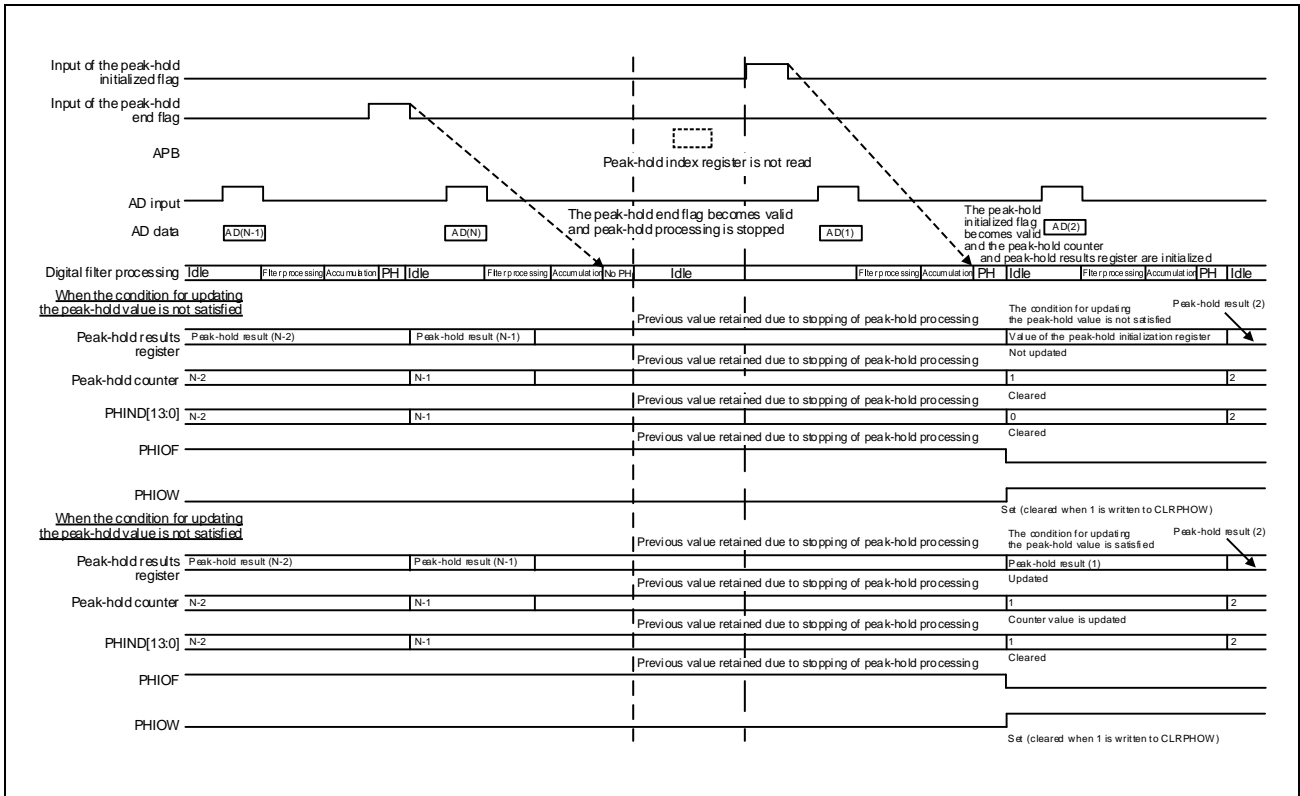 Input of the peak-hold
initialized flag
Input of the peak-hold
end flag
APB
Peak-hold index register is not read
AD input
The peak-hold end flag becomes valid
and peak-hold processing is stopped
The peak-hold
initialized flag
becomes valid
and the peak-hold counter
and peak-hold results register are initialized
AD data AD(N-1) AD(N) AD(1) AD(2)
Digital filter processing Idle Filter processing Accumulation PH Idle Filter processing Accumulation No PH Idle Filter processing Accumulation PH Idle Filter processing Accumulation PH Idle
When the condition for updating
the peak-hold value is not satisfied
Previous value retained due to stopping of peak-hold processing
The condition for updating
the peak-hold value is not satisfied
Peak-hold result (2)
Peak-hold results
register
Peak-hold result (N-2) Peak-hold result (N-1) Value of the peak-hold initialization register
Previous value retained due to stopping of peak-hold processing Not updated
Peak-hold counter N-2 N-1 1 2
Previous value retained due to stopping of peak-hold processing Cleared
PHIND[13:0] N-2 N-1 0 2
Previous value retained due to stopping of peak-hold processing Cleared
PHIOF
PHIOW
Set (cleared when 1 is written to CLRPHOW)
When the condition for updating
the peak-hold value is not satisfied
Previous value retained due to stopping of peak-hold processing
The condition for updating
the peak-hold value is satisfied
Peak-hold result (2)
Peak-hold results
register
Peak-hold result (N-2) Peak-hold result (N-1) Peak-hold result (1)
Previous value retained due to stopping of peak-hold processing Updated
Peak-hold counter N-2 N-1 1 2
Previous value retained due to stopping of peak-hold processing Counter value is updated
PHIND[13:0] N-2 N-1 1 2
Previous value retained due to stopping of peak-hold processing Cleared
PHIOF
PHIOW
Set (cleared when 1 is written to CLRPHOW)